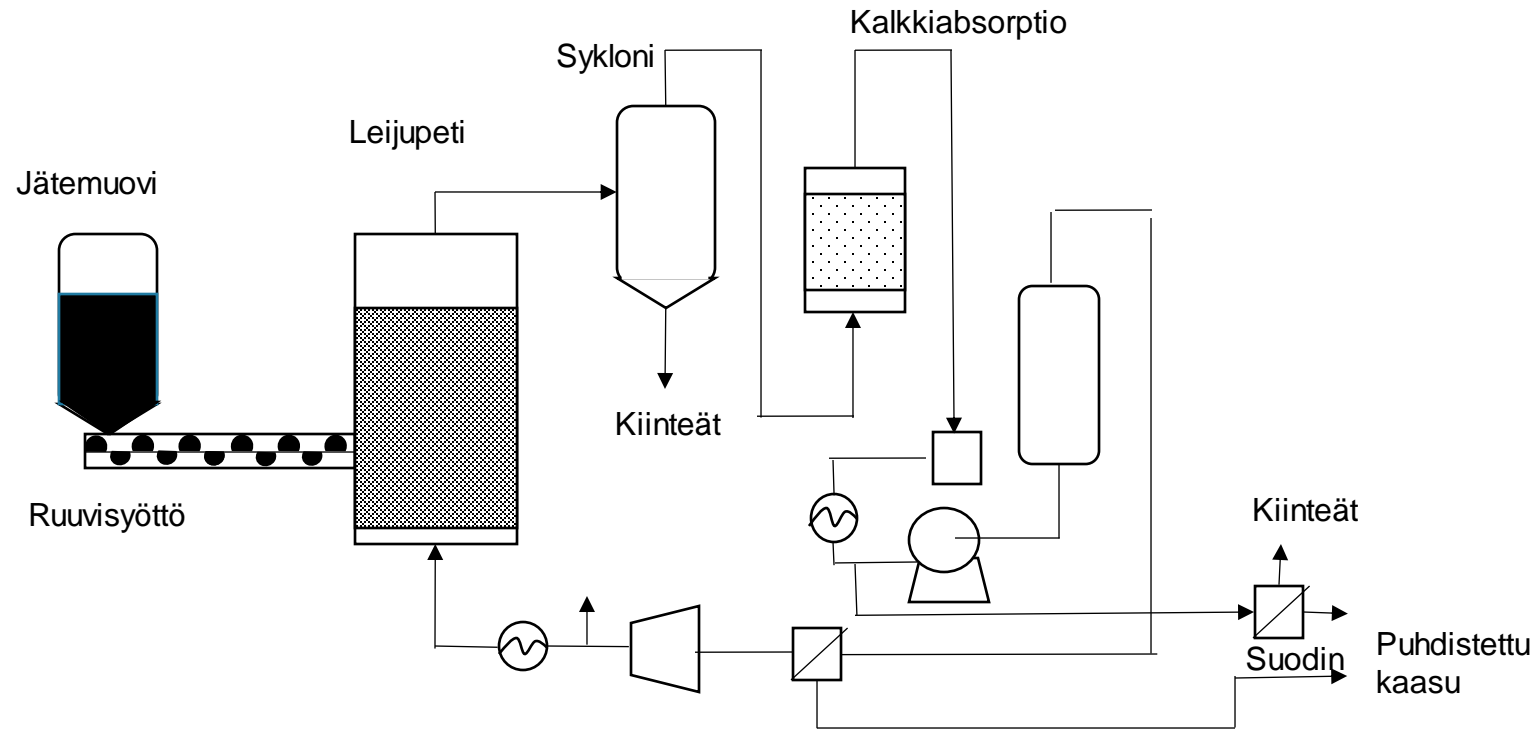 Kalkkiabsorptio
Sykloni
Leijupeti
Jätemuovi
Kiinteät
Ruuvisyöttö
Kiinteät
Suodin
Puhdistettu
kaasu